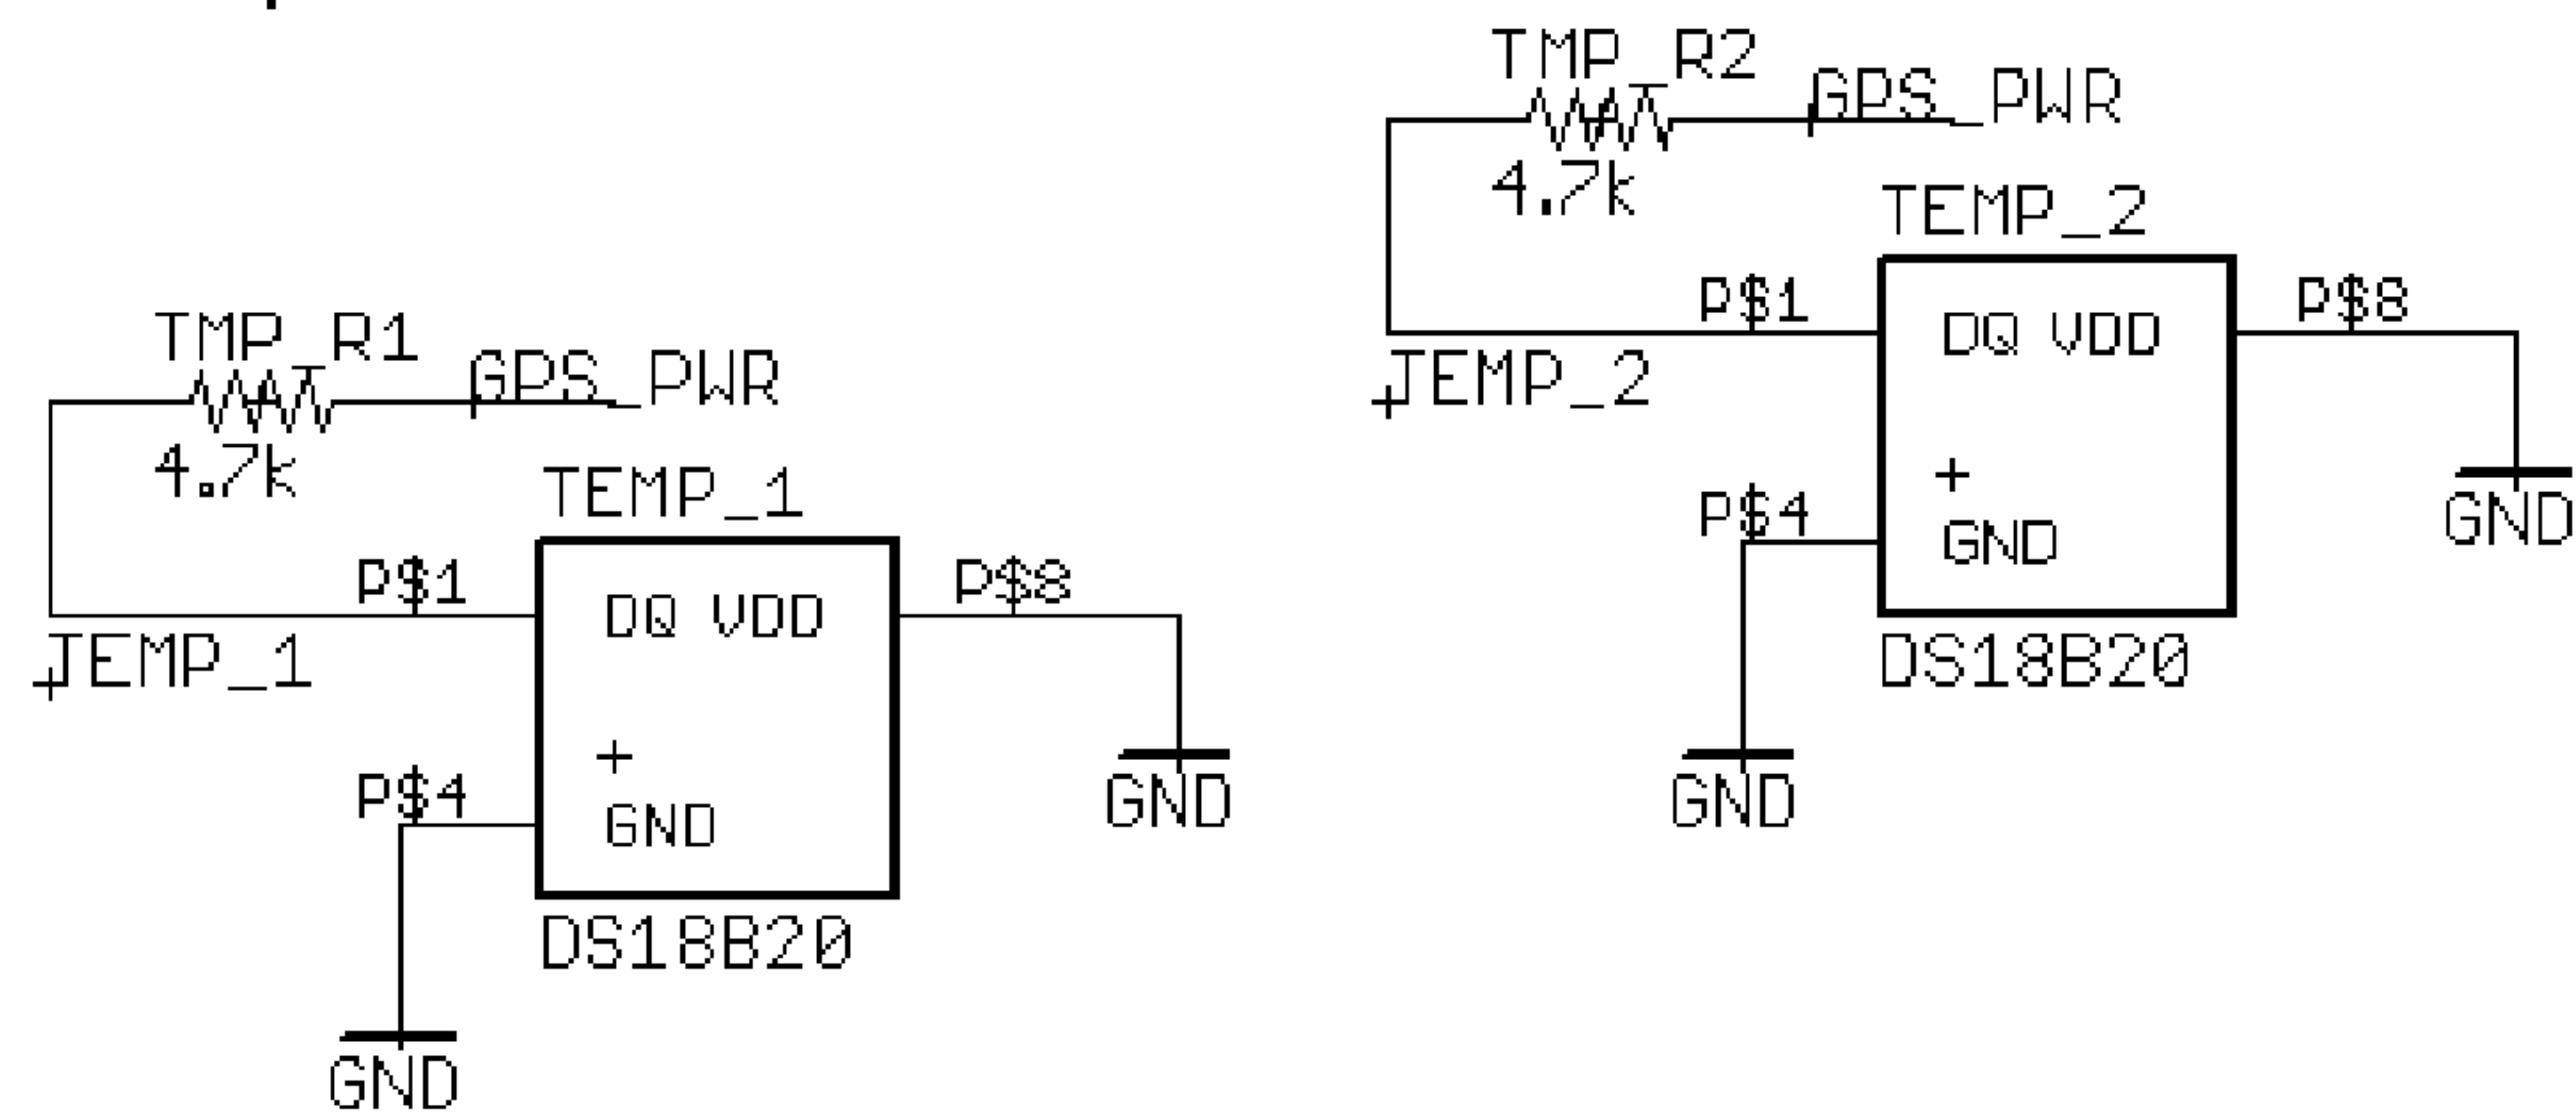 TMP_R1
GPS_PWR
4.7k
TEMP_1
P$1
DQ VDD
P$8
TEMP_1
P$4
GND
GND
DS18B20
GND
TMP_R2
GPS_PWR
4.7k
TEMP_2
P$1
DQ VDD
P$8
TEMP_2
P$4
GND
GND
DS18B20
GND